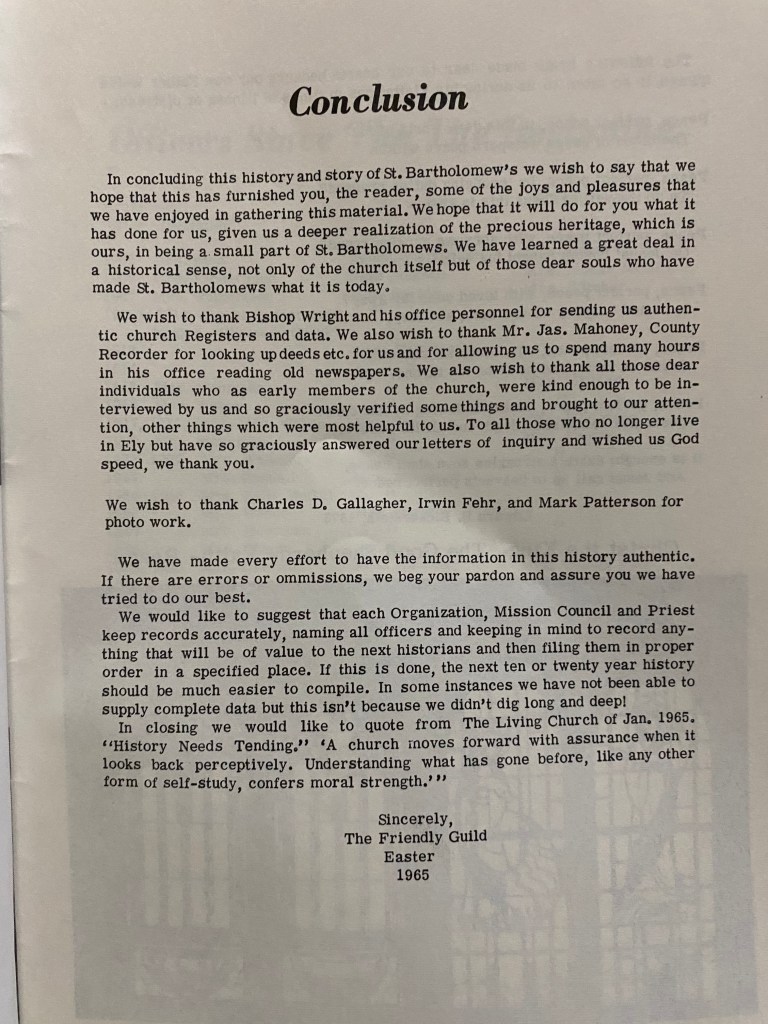 Conclusion
In concluding this history and story of St. Bartholomew's we wish to say that we
hope that this has furnished you, the reader, some of the joys and pleasures that
we have enjoyed in gathering this material. We hope that it will do for you what it
has done for us, given us a deeper realization of the precious heritage, which is
ours, in being a small part of St. Bartholomews. We have learned a great deal in
a historical sense, not only of the church itself but of those dear souls who have
made St. Bartholomews what it is today.
We wish to thank Bishop Wright and his office personnel for sending us authen-
tic church Registers and data. We also wish to thank Mr. Jas. Mahoney, County
Recorder for looking up deeds etc. for us and for allowing us to spend many hours
in his office reading old newspapers. We also wish to thank all those dear
individuals who as early members of the church, were kind enough to be in-
terviewed by us and so graciously verified some things and brought to our atten-
tion, other things which were most helpful to us. To all those who no longer live
in Ely but have so graciously answered our letters of inquiry and wished us God
speed, we thank you.
We wish to thank Charles D. Gallagher, Irwin Fehr, and Mark Patterson for
photo work.
We have made every effort to have the information in this history authentic.
If there are errors or ommissions, we beg your pardon and assure you we have
tried to do our best.
We would like to suggest that each Organization, Mission Council and Priest
keep records accurately, naming all officers and keeping in mind to record any-
thing that will be of value to the next historians and then filing them in proper
order in a specified place. If this is done, the next ten or twenty year history
should be much easier to compile. In some instances we have not been able to
supply complete data but this isn't because we didn't dig long and deep!
In closing we would like to quote from The Living Church of Jan. 1965.
“History Needs Tending.” ‘A church moves forward with assurance when it
looks back perceptively. Understanding what has gone before, like any other
form of self-study, confers moral strength.’”
Sincerely,
The Friendly Guild
Easter
1965